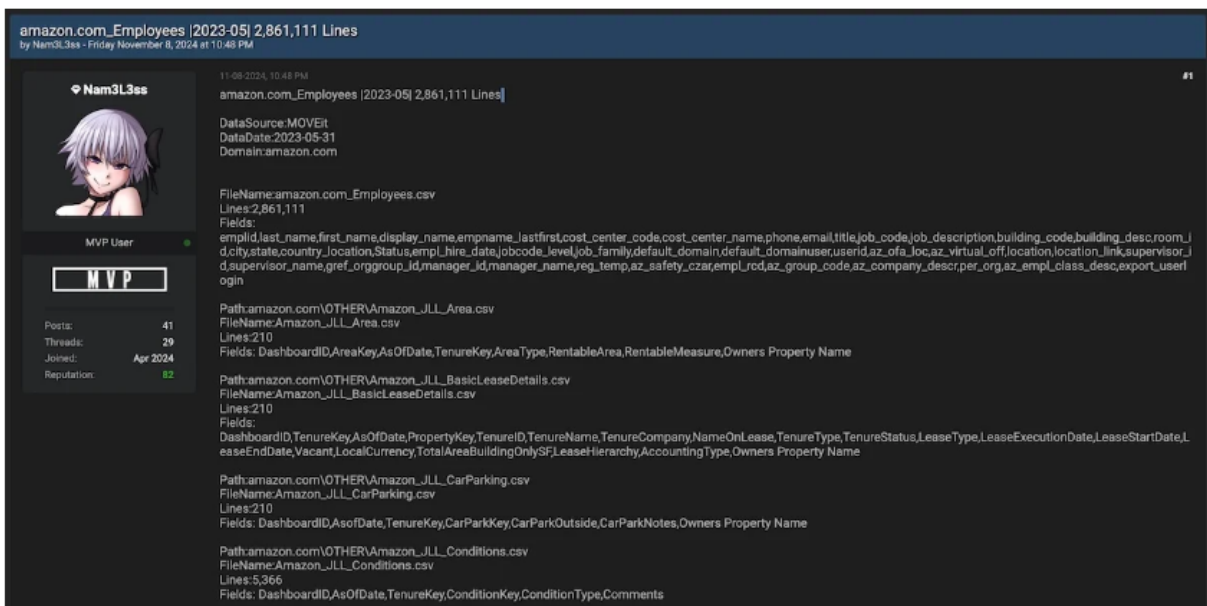 amazon.com_Employees |2023-05| 2,861,111 Lines
by Nam3L3ss - Friday November 8, 2024 at 10:48 PM
Nam3L3ss
MVP User
MVP
Posts: 41
Threads: 29
Joined: Apr 2024
Reputation: 82
11-08-2024, 10:48 PM #1
amazon.com_Employees |2023-05| 2,861,111 Lines
DataSource:MOVEit
DataDate:2023-05-31
Domain:amazon.com
FileName:amazon.com_Employees.csv
Lines:2,861,111
Fields:
emplid,last_name,first_name,display_name,empname_lastfirst,cost_center_code,cost_center_name,phone,email,title,job_code,job_description,building_code,building_desc,room_i
d,city,state,country_location,Status,empl_hire_date,jobcode_level,job_family,default_domain,default_domainuser,userid,az_ofa_loc,az_virtual_off,location,location_link,supervisor_i
d,supervisor_name,gref_orggroup_id,manager_id,manager_name,reg_temp,az_safety_czar,empl_rcd,az_group_code,az_company_descr,per_org,az_empl_class_desc,export_userl
ogin
Path:amazon.com\OTHER\Amazon_JLL_Area.csv
FileName:Amazon_JLL_Area.csv
Lines:210
Fields: DashboardID,AreaKey,AsOfDate,TenureKey,AreaType,RentableArea,RentableMeasure,Owners Property Name
Path:amazon.com\OTHER\Amazon_JLL_BasicLeaseDetails.csv
FileName:Amazon_JLL_BasicLeaseDetails.csv
Lines:210
Fields:
DashboardID,TenureKey,AsOfDate,PropertyKey,TenureID,TenureName,TenureCompany,NameOnLease,TenureType,TenureStatus,LeaseType,LeaseExecutionDate,LeaseStartDate,L
easeEndDate,Vacant,LocalCurrency,TotalAreaBuildingOnlySF,LeaseHierarchy,AccountingType,Owners Property Name
Path:amazon.com\OTHER\Amazon_JLL_CarParking.csv
FileName:Amazon_JLL_CarParking.csv
Lines:210
Fields: DashboardID,AsofDate,TenureKey,CarParkKey,CarParkOutside,CarParkNotes,Owners Property Name
Path:amazon.com\OTHER\Amazon_JLL_Conditions.csv
FileName:Amazon_JLL_Conditions.csv
Lines:5,366
Fields: DashboardID,AsOfDate,TenureKey,ConditionKey,ConditionType,Comments